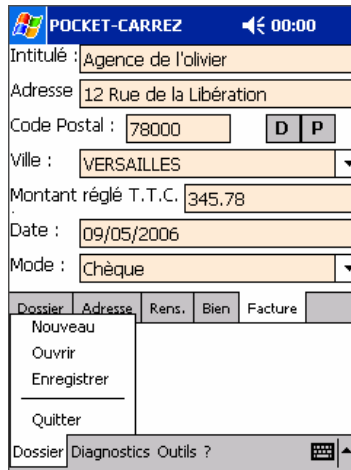 POCKET-CARREZ 00:00
Intitulé : Agence de l'olivier
Adresse 12 Rue de la Libération
Code Postal : 78000 D P
Ville : VERSAILLES
Montant réglé T.T.C. 345.78
:
Date : 09/05/2006
Mode : Chèque
Dossier Adresse Rens. Bien Facture
Nouveau
Ouvrir
Enregistrer
Quitter
Dossier Diagnostics Outils ?